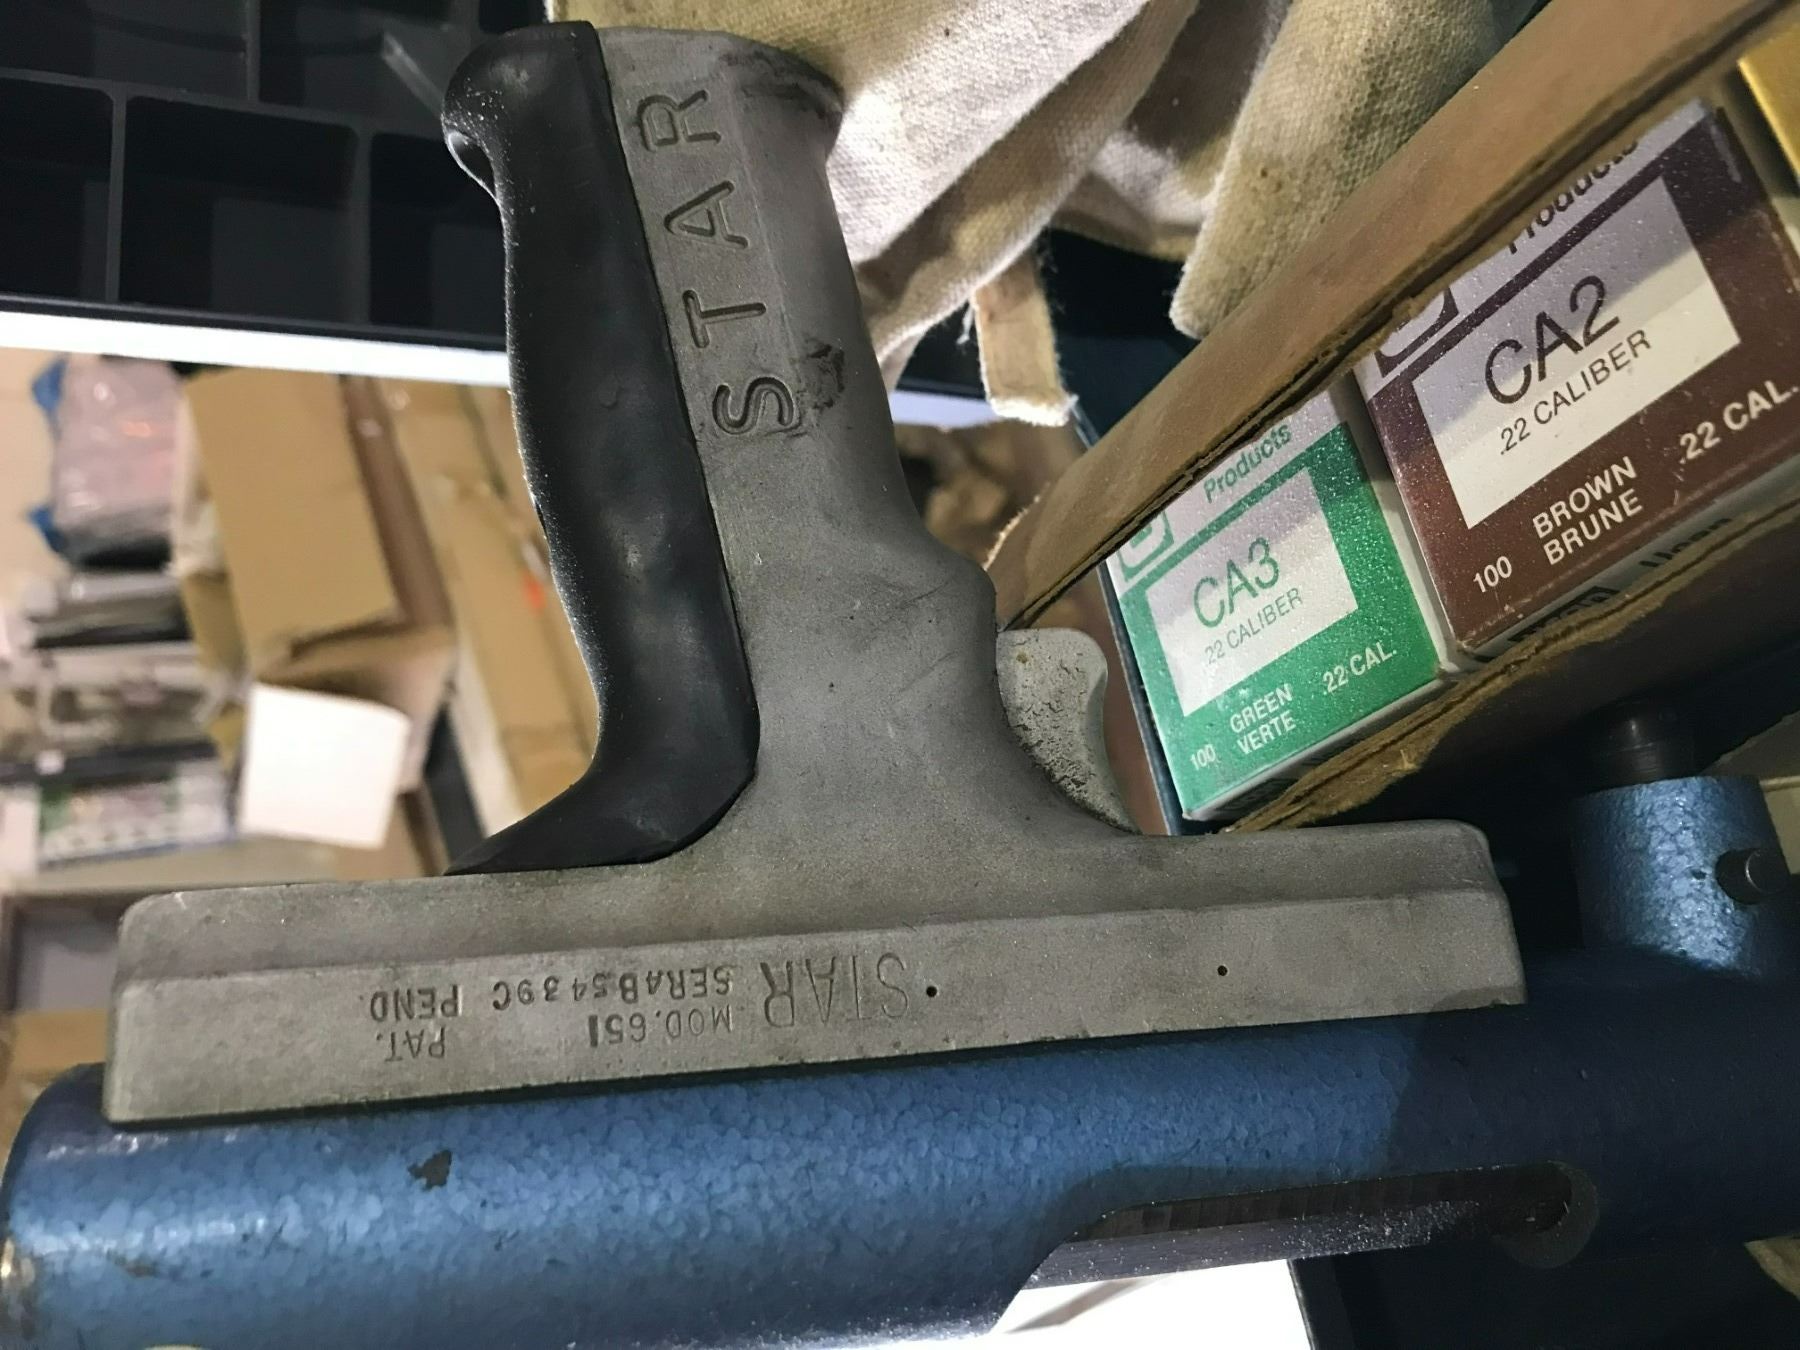 STAR
STAR
MOD. 651
SER№B5439C
PAT.
PEND.
Products
CA2
.22 CALIBER
100
BROWN
BRUNE
.22 CAL.
Products
CA3
.22 CALIBER
100
GREEN
VERTE
.22 CAL.